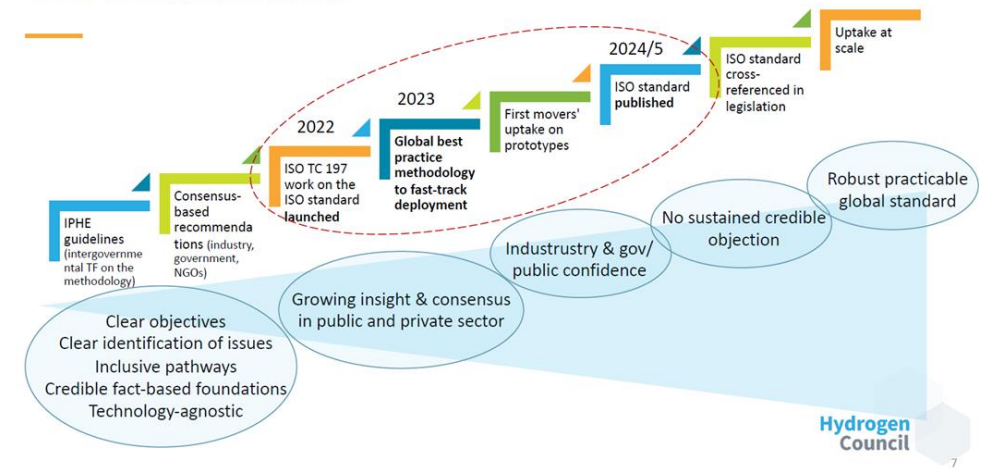 IPHE
guidelines
(intergovernme
ntal TF on the
methodology)
Consensus-
based
recommenda
tions (industry,
government,
NGOs)
2022
ISO TC 197
work on the
ISO standard
launched
2023
Global best
practice
methodology
to fast-track
deployment
First movers'
uptake on
prototypes
2024/5
ISO standard
published
ISO standard
cross-
referenced in
legislation
Uptake at
scale
Clear objectives
Clear identification of issues
Inclusive pathways
Credible fact-based foundations
Technology-agnostic
Growing insight & consensus
in public and private sector
Industrustry & gov/
public confidence
No sustained credible
objection
Robust practicable
global standard
Hydrogen
Council
7